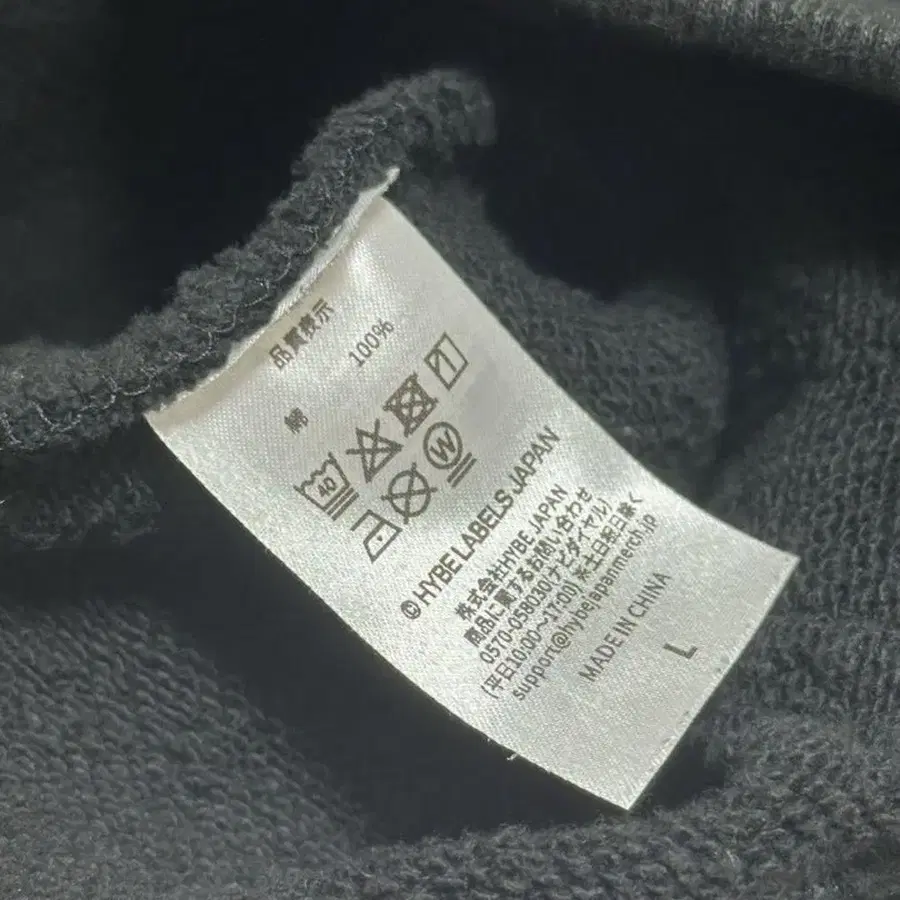 品質表示
綿 100%
40
W
© HYBE LABELS JAPAN
株式会社HYBE JAPAN
商品に関するお問い合わせ
0570-058030(ナビダイヤル)
(平日10:00〜17:00) 水土日祝日除く
support@hybejapanmerch.jp
MADE IN CHINA
L